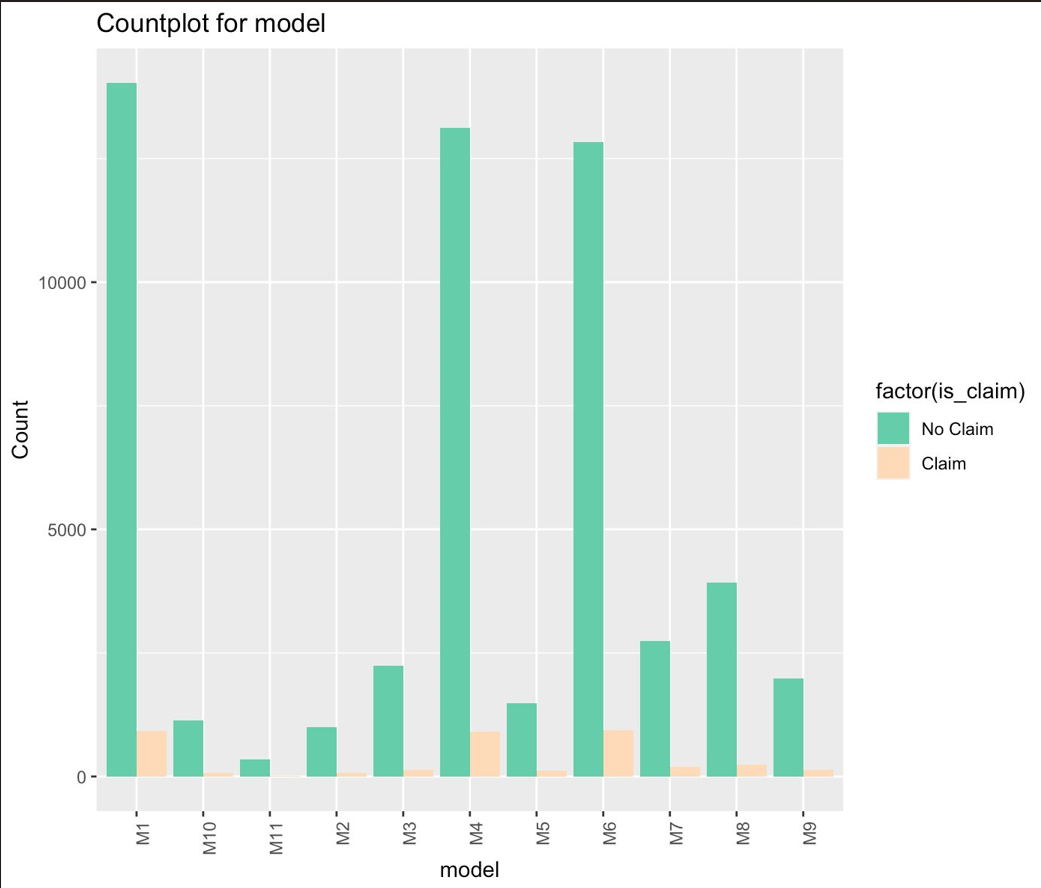 Countplot for model
10000
5000
0
Count
M1
M10
M11
M2
M3
M4
M5
M6
M7
M8
M9
model
factor(is_claim)
No Claim
Claim